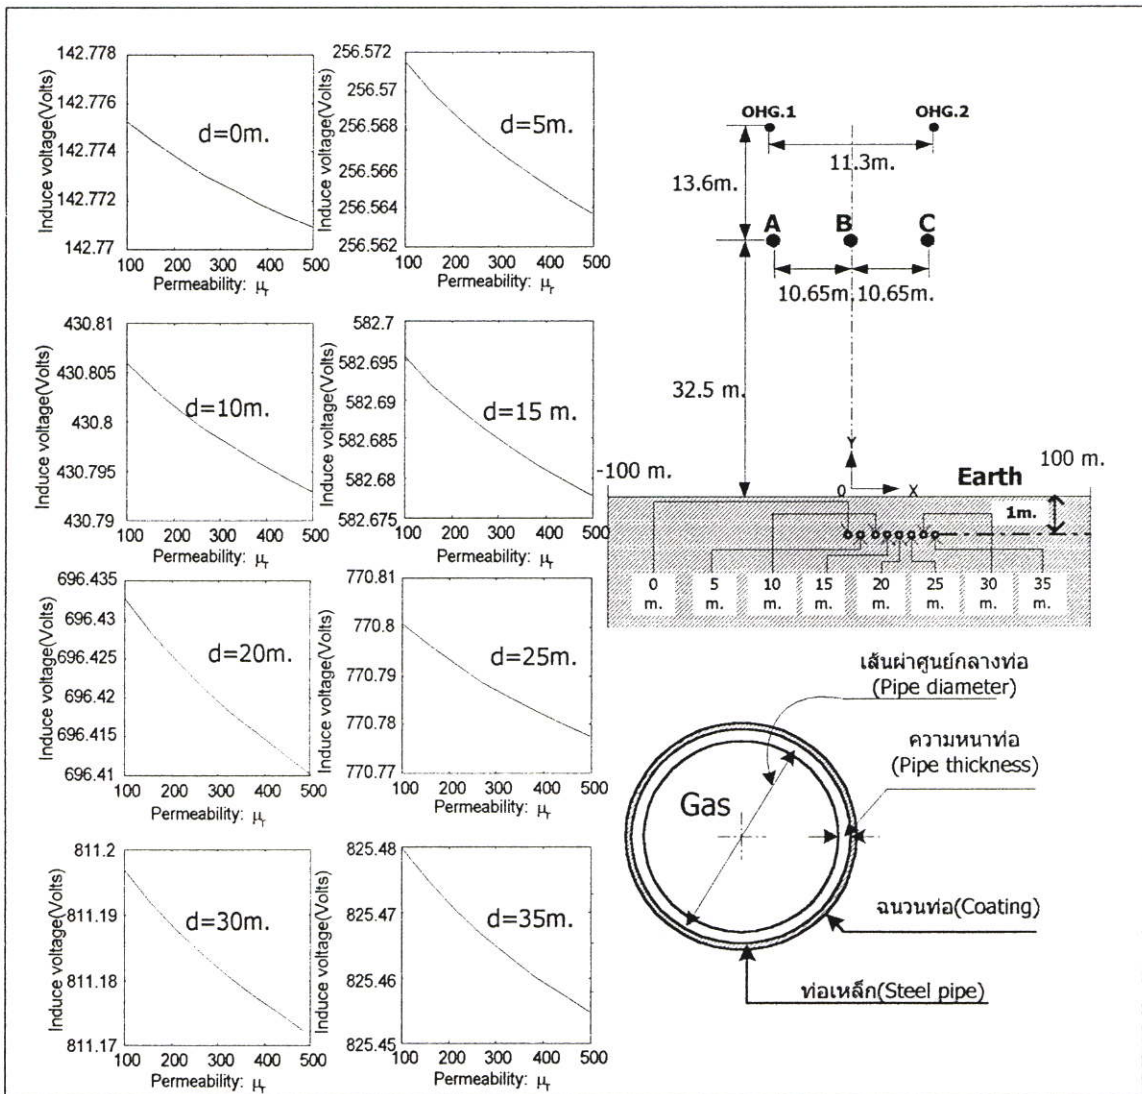 142.778
142.776
142.774
142.772
142.77
Induce voltage(Volts)
d=0m.
100 200 300 400 500
Permeability: μr
256.572
256.57
256.568
256.566
256.564
256.562
Induce voltage(Volts)
d=5m.
100 200 300 400 500
Permeability: μr
430.81
430.805
430.8
430.795
430.79
Induce voltage(Volts)
d=10m.
100 200 300 400 500
Permeability: μr
582.7
582.695
582.69
582.685
582.68
582.675
Induce voltage(Volts)
d=15 m.
100 200 300 400 500
Permeability: μr
696.435
696.43
696.425
696.42
696.415
696.41
Induce voltage(Volts)
d=20m.
100 200 300 400 500
Permeability: μr
770.81
770.8
770.79
770.78
770.77
Induce voltage(Volts)
d=25m.
100 200 300 400 500
Permeability: μr
811.2
811.19
811.18
811.17
Induce voltage(Volts)
d=30m.
100 200 300 400 500
Permeability: μr
825.48
825.47
825.46
825.45
Induce voltage(Volts)
d=35m.
100 200 300 400 500
Permeability: μr
OHG.1 OHG.2
11.3m.
13.6m.
A B C
10.65m. 10.65m.
32.5 m.
Y
-100 m. 0 X Earth 100 m.
1m.
0 5 10 15 20 25 30 35
m. m. m. m. m. m. m. m.
เส้นผ่าศูนย์กลางท่อ
(Pipe diameter)
ความหนาท่อ
(Pipe thickness)
Gas
ฉนวนท่อ(Coating)
ท่อเหล็ก(Steel pipe)